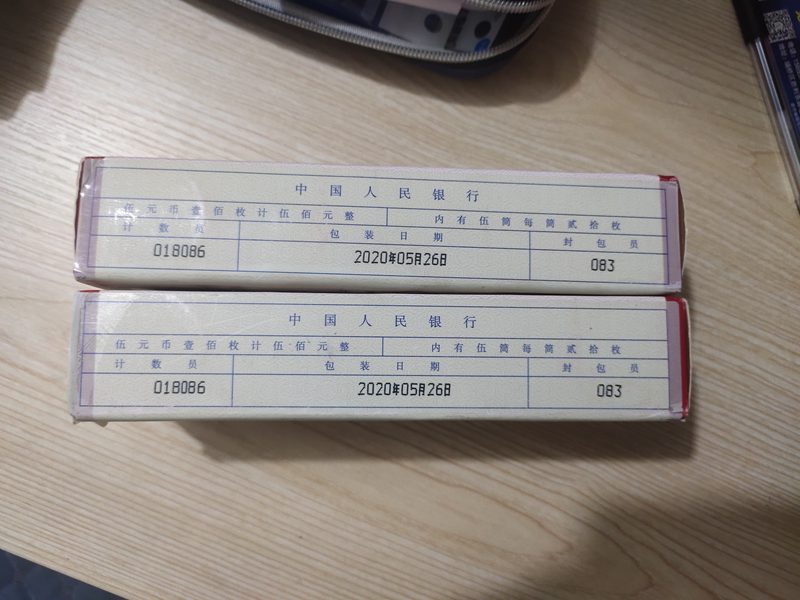 中国人民银行
伍元币壹佰枚计伍佰元整 内有伍筒每筒贰拾枚
计数员 包装日期 封包员
018086 2020年05月26日 083
中国人民银行
伍元币壹佰枚计伍佰元整 内有伍筒每筒贰拾枚
计数员 包装日期 封包员
018086 2020年05月26日 083